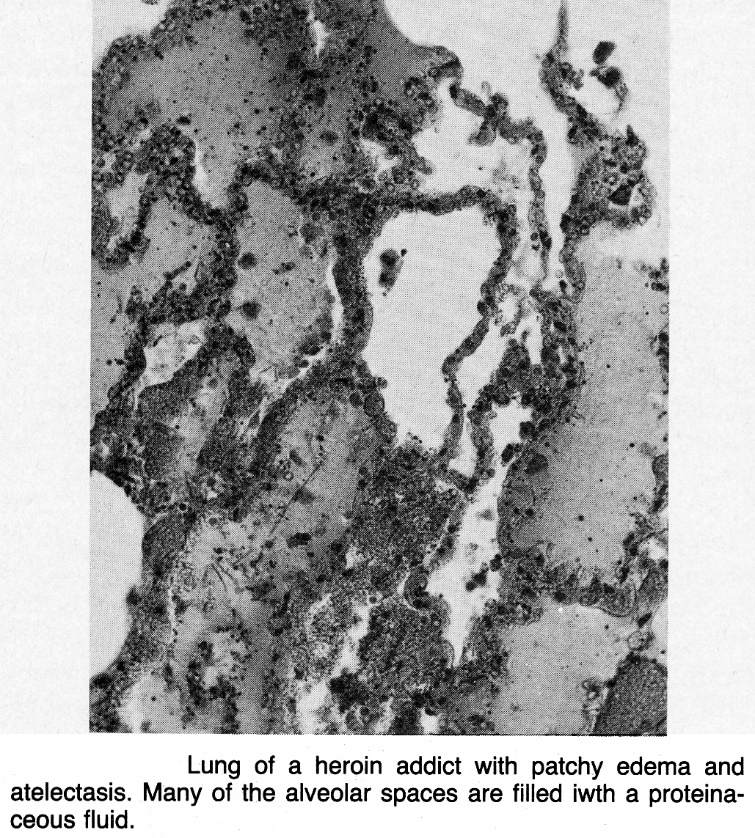 Lung of a heroin addict with patchy edema and
atelectasis. Many of the alveolar spaces are filled iwth a proteina-
ceous fluid.